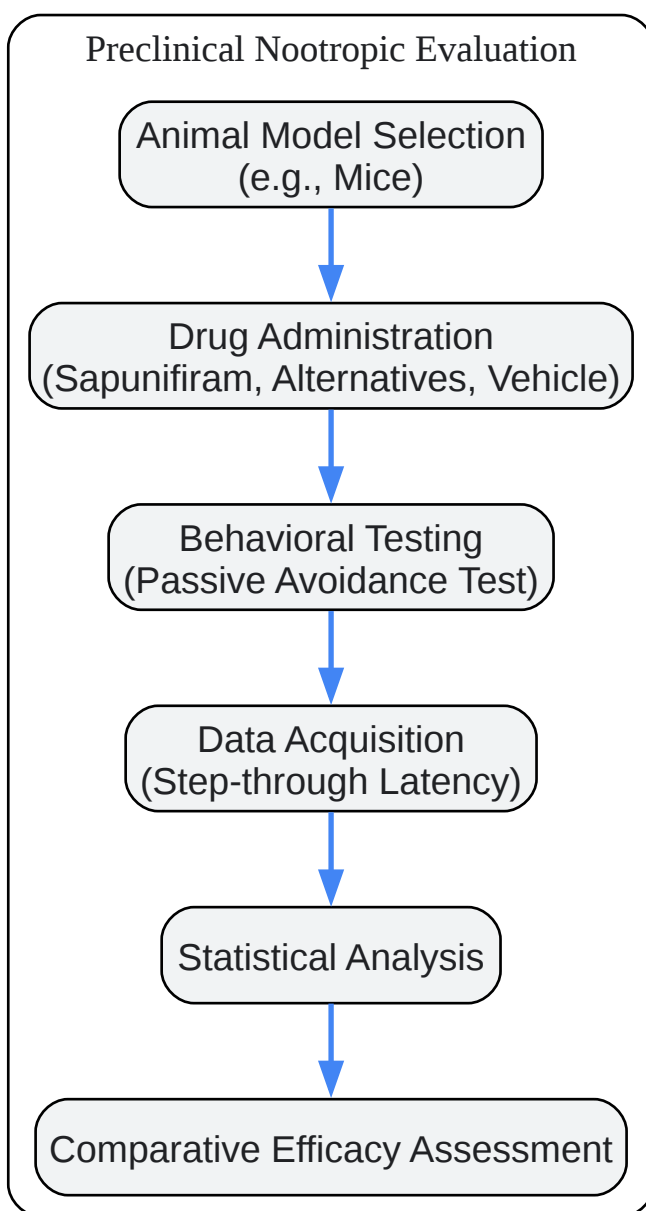 Preclinical Nootropic Evaluation
Animal Model Selection
(e.g., Mice)
Drug Administration
(Sapunifiram, Alternatives, Vehicle)
Behavioral Testing
(Passive Avoidance Test)
Data Acquisition
(Step-through Latency)
Statistical Analysis
Comparative Efficacy Assessment